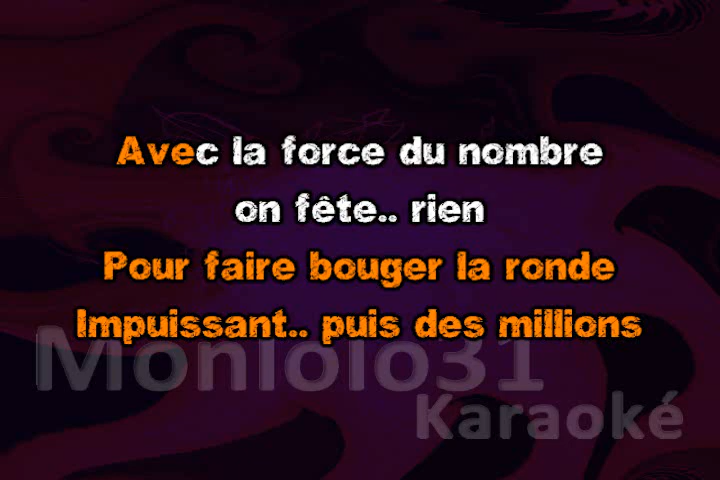 Avec la force du nombre
on fête.. rien
Pour faire bouger la ronde
Impuissant.. puis des millions
Monlolo31
Karaoké